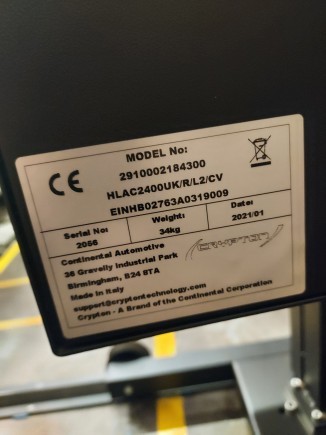 MODEL No:
2910002184300
CE
HLAC2400UK/R/L2/CV
EINHB02763A0319009
Serial No: Weight: Date:
2056 34kg 2021/01
Continental Automotive
36 Gravelly Industrial Park
CRYPTON
Birmingham, B24 8TA
Made in Italy
support@cryptontechnology.com
Crypton - A Brand of the Continental Corporation